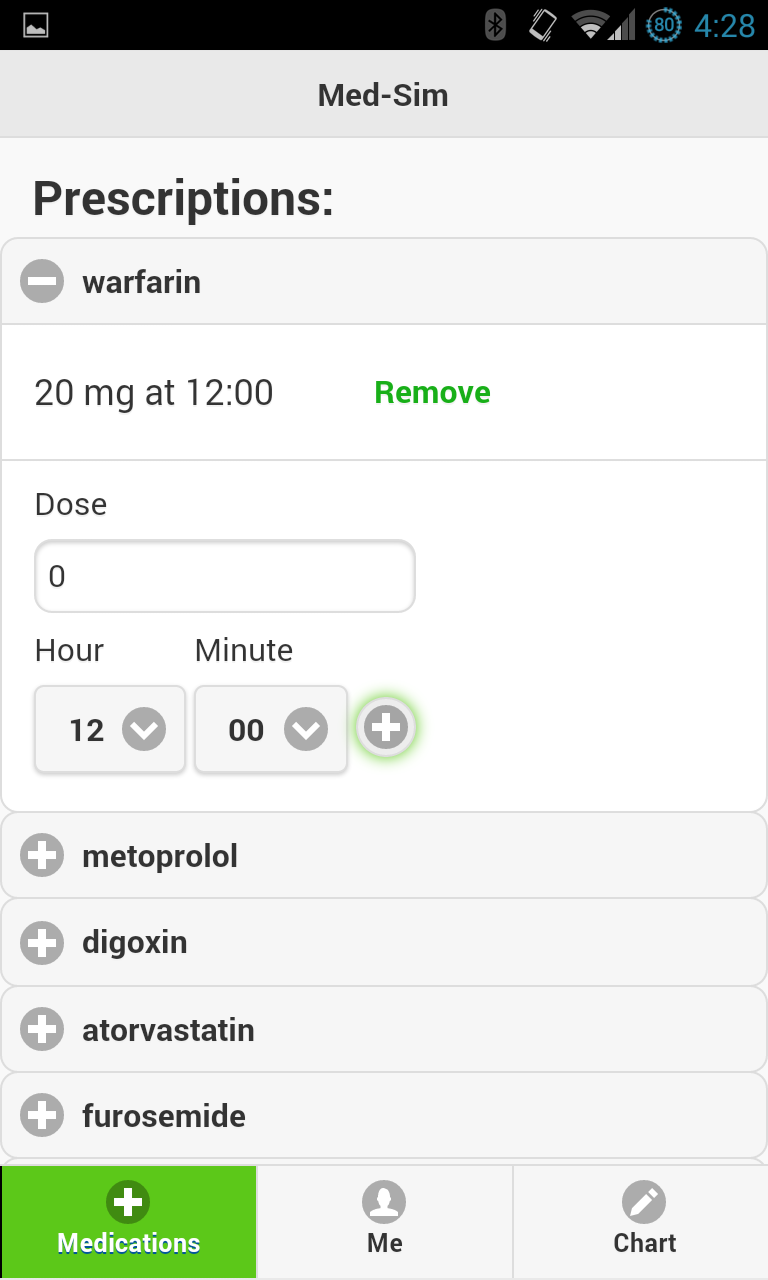 80 4:28
Med-Sim
Prescriptions:
warfarin
20 mg at 12:00 Remove
Dose
0
Hour Minute
12 00
metoprolol
digoxin
atorvastatin
furosemide
Medications Me Chart